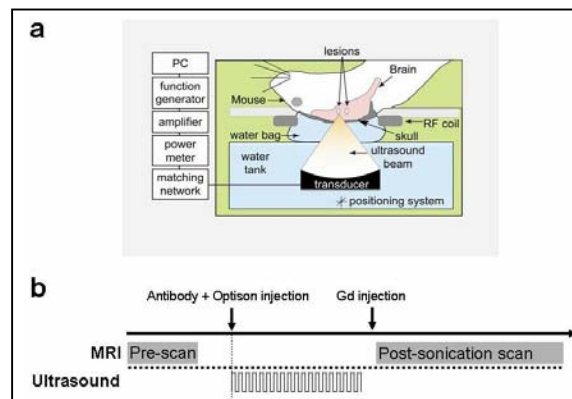 a
PC
function
generator
amplifier
power
meter
matching
network
lesions
Brain
Mouse
RF coil
skull
water bag
ultrasound
beam
water
tank
transducer
positioning system
b
Antibody + Optison injection
Gd injection
MRI
Pre-scan
Post-sonication scan
Ultrasound